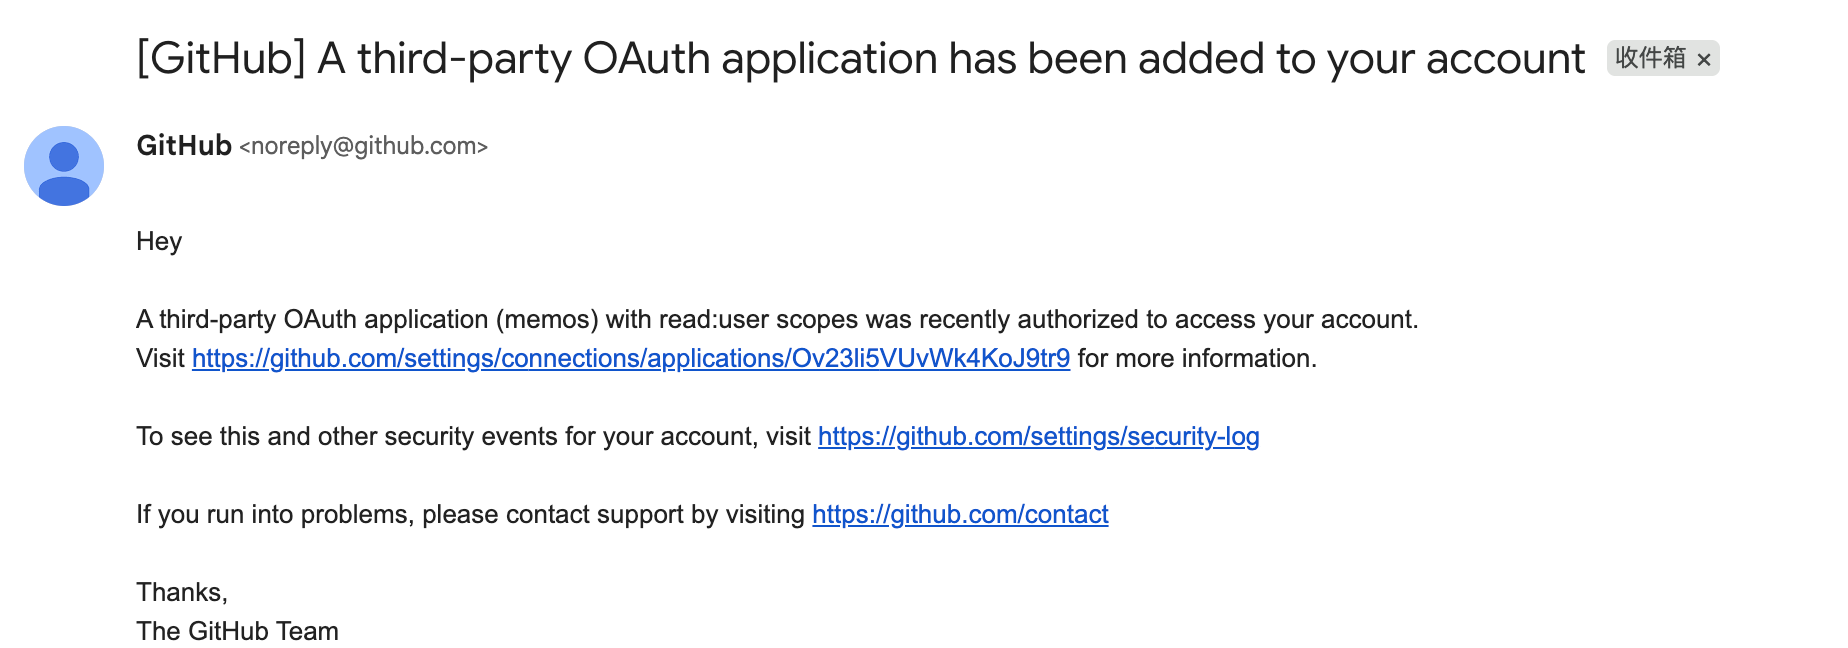 [GitHub] A third-party OAuth application has been added to your account 收件箱 ×
GitHub <noreply@github.com>
Hey
A third-party OAuth application (memos) with read:user scopes was recently authorized to access your account.
Visit https://github.com/settings/connections/applications/Ov23li5VUvWk4KoJ9tr9 for more information.
To see this and other security events for your account, visit https://github.com/settings/security-log
If you run into problems, please contact support by visiting https://github.com/contact
Thanks,
The GitHub Team